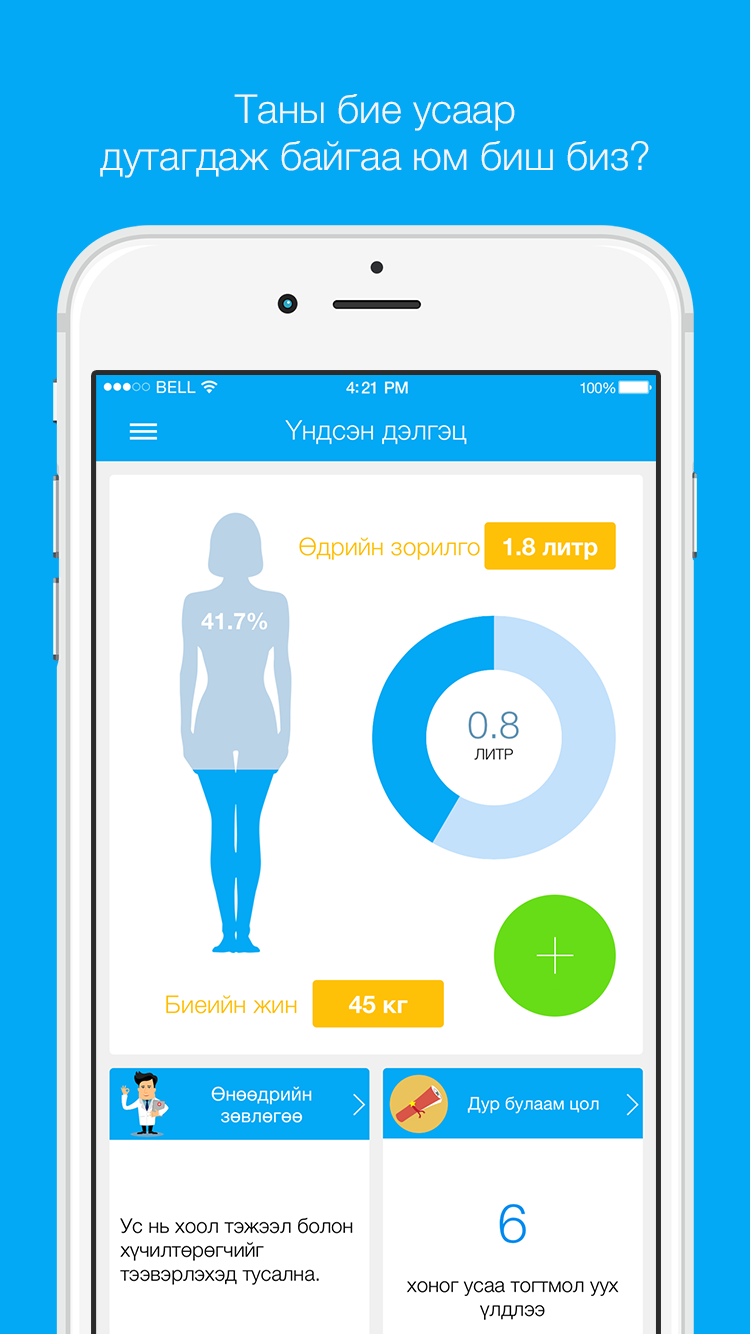 Таны бие усаар
дутагдаж байгаа юм биш биз?
BELL
4:21 PM
100%
Үндсэн дэлгэц
Өдрийн зорилго
1.8 литр
41.7%
0.8
ЛИТР
Биеийн жин
45 кг
Өнөөдрийн
зөвлөгөө
Ус нь хоол тэжээл болон
хүчилтөрөгчийг
тээвэрлэхэд тусална.
Дур булаам цол
6
хоног усаа тогтмол уух
үлдлээ